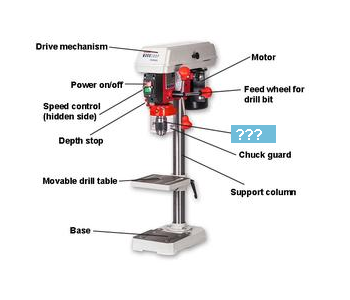 Drive mechanism
Motor
Power on/off
Feed wheel for
drill bit
Speed control
(hidden side)
???
Depth stop
Chuck guard
Movable drill table
Support column
Base